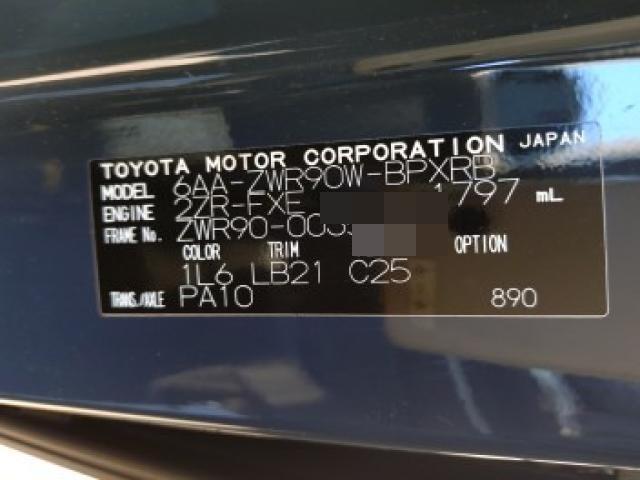 TOYOTA MOTOR CORPORATION JAPAN
MODEL 6AA-ZWR90W-BPXRB
ENGINE 2ZR-FXE 1797 mL
FRAME No. ZWR90-003
COLOR TRIM OPTION
1L6 LB21 C25
TRANS./AXLE PA10 890